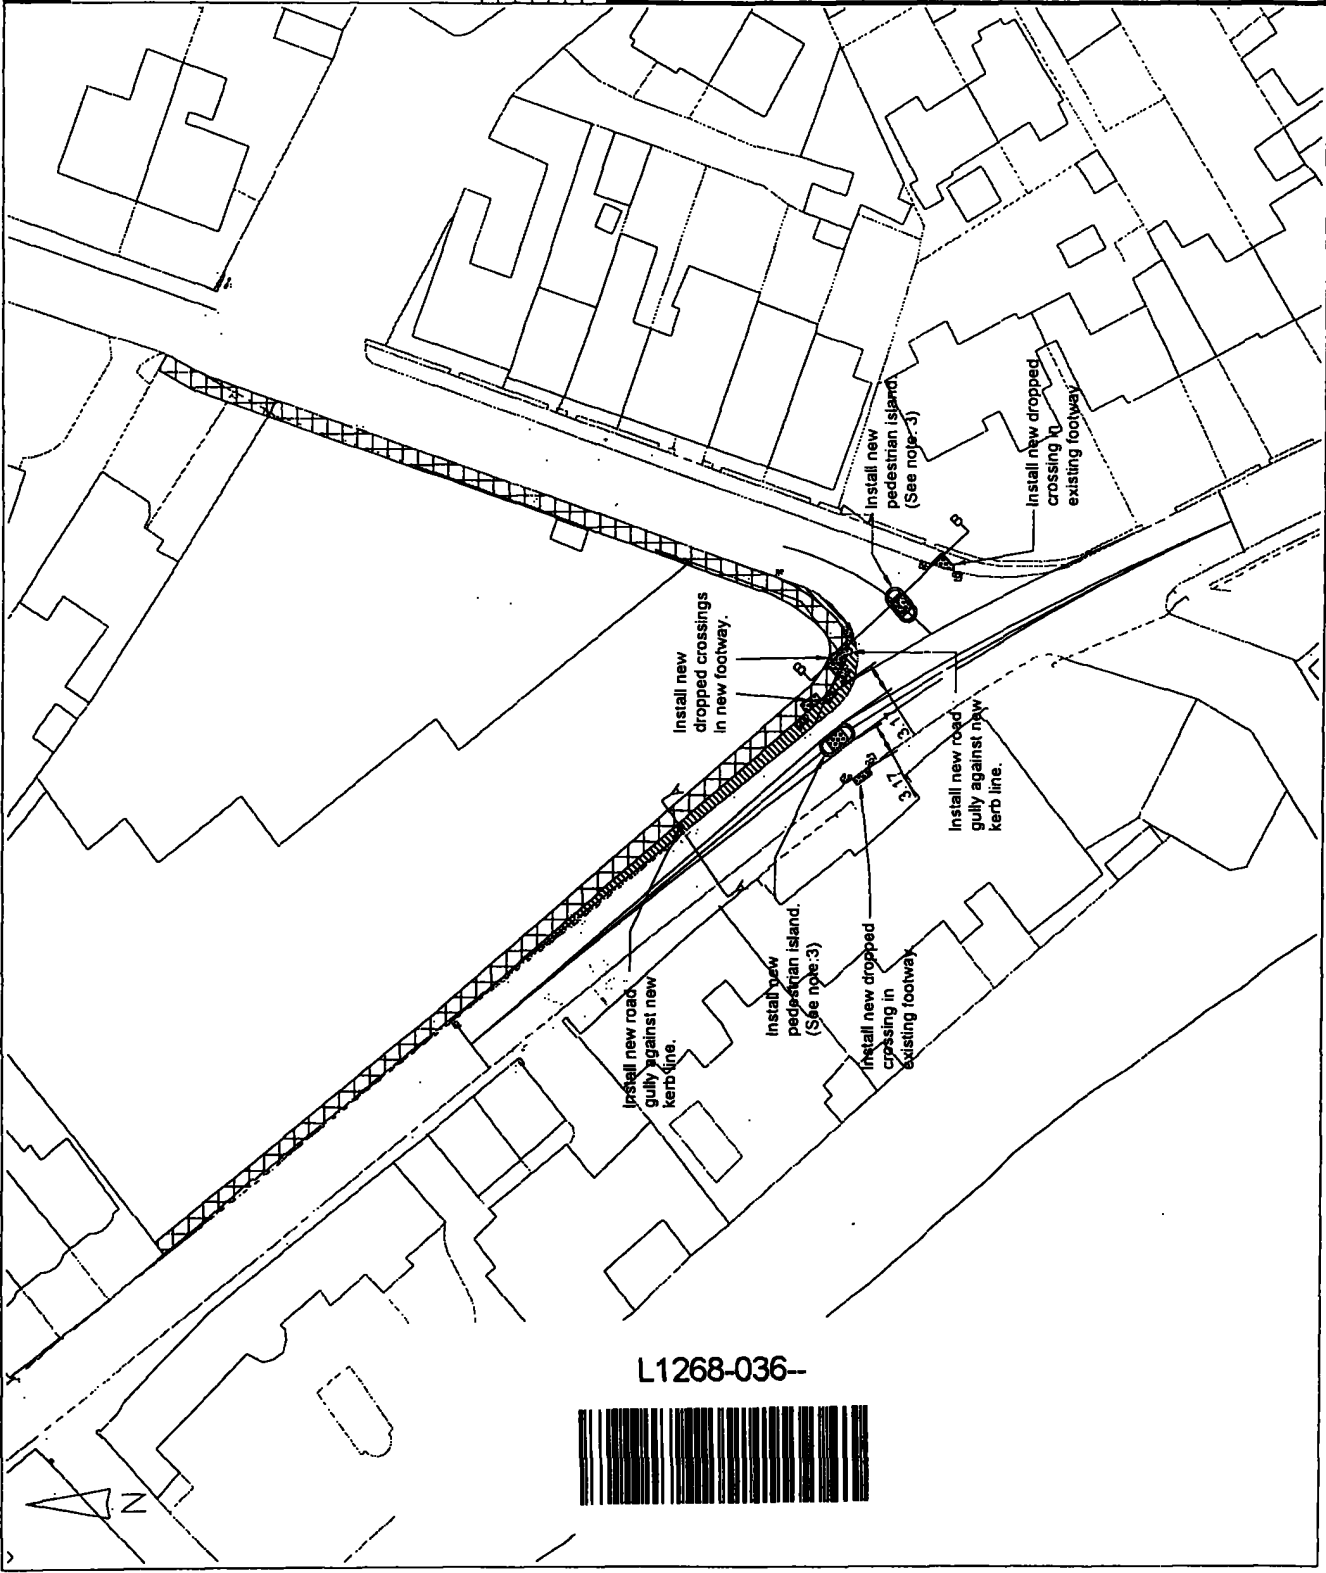 Install new
pedestrian island.
(See note: 3)
Install new dropped
crossing in
existing footway
Install new
dropped crossings
in new footway.
B
B
A
A
3.17
3.17
Install new road
gully against new
kerb line.
Install new
pedestrian island.
(See note:3)
Install new dropped
crossing in
existing footway
Install new road
gully against new
kerb line.
L1268-036--
N